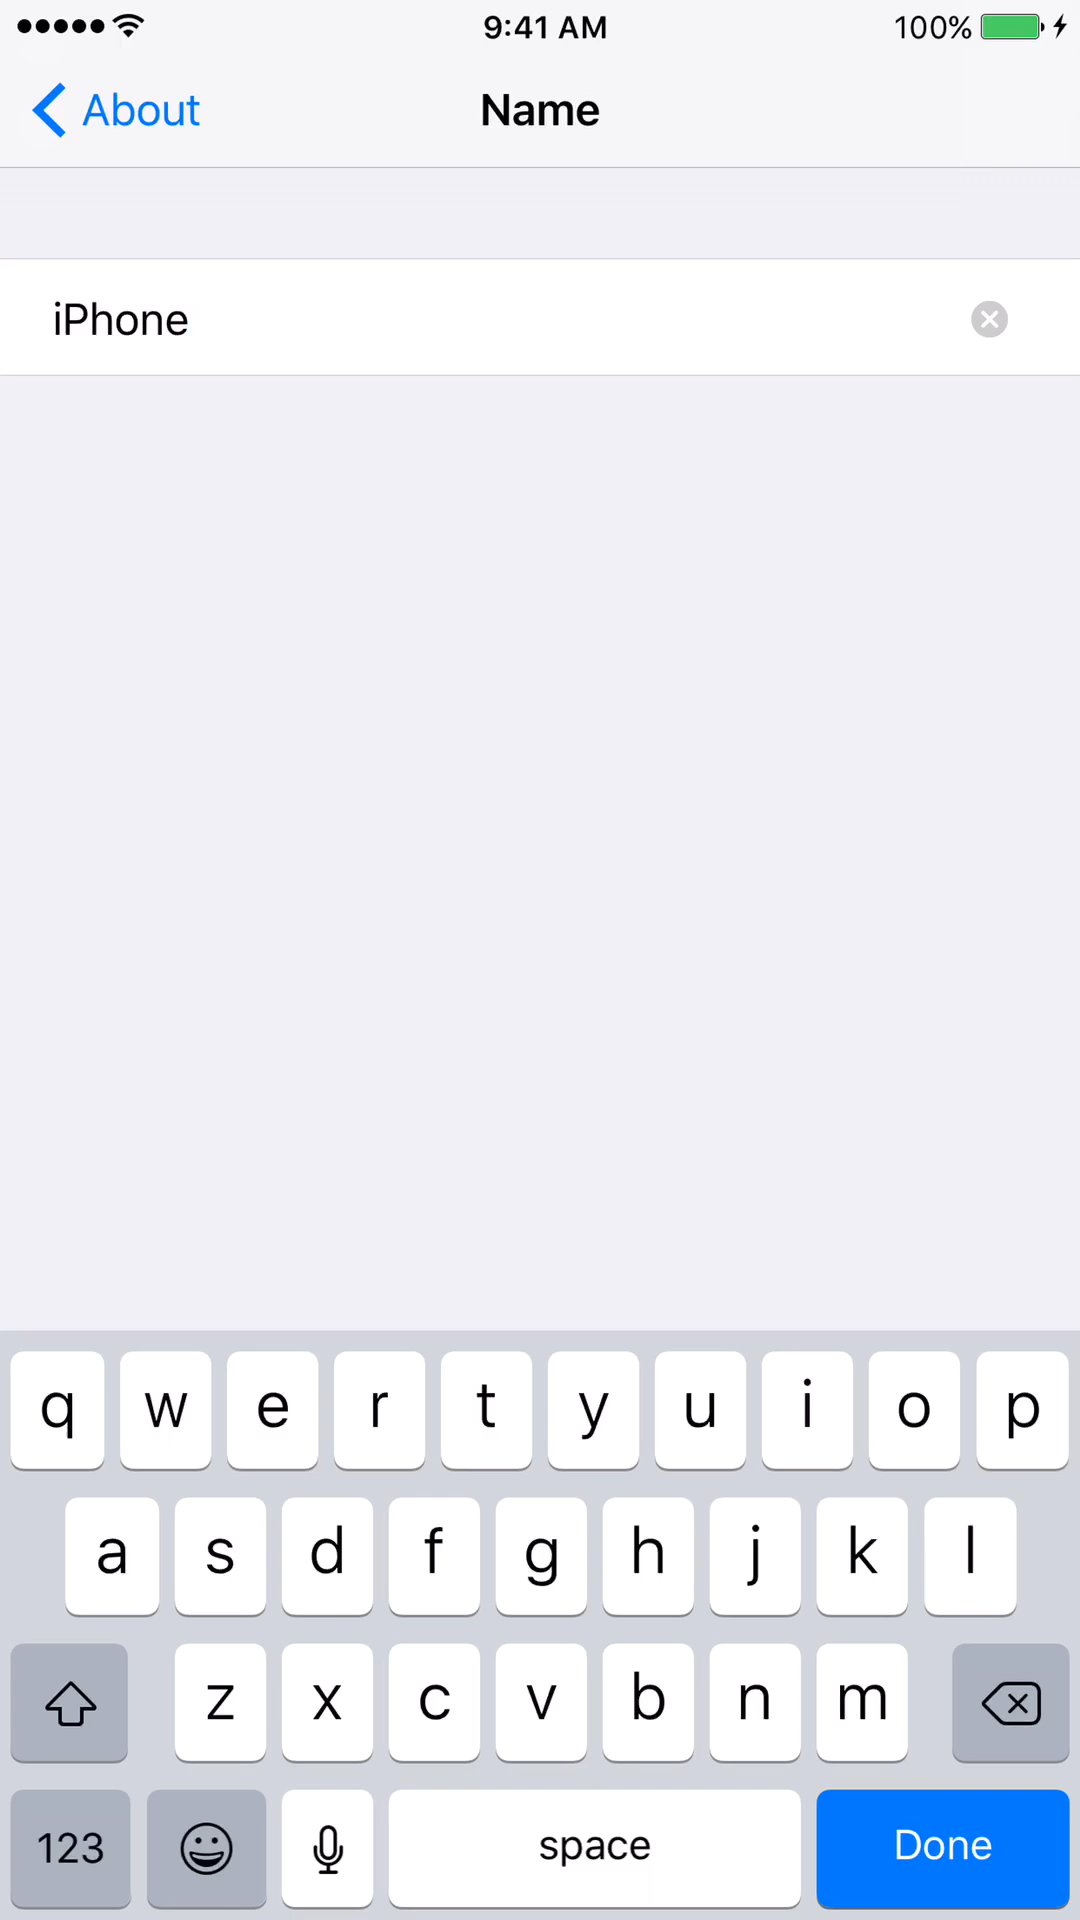 9:41 AM 100%
About Name
iPhone
q w e r t y u i o p
a s d f g h j k l
z x c v b n m
123 space Done